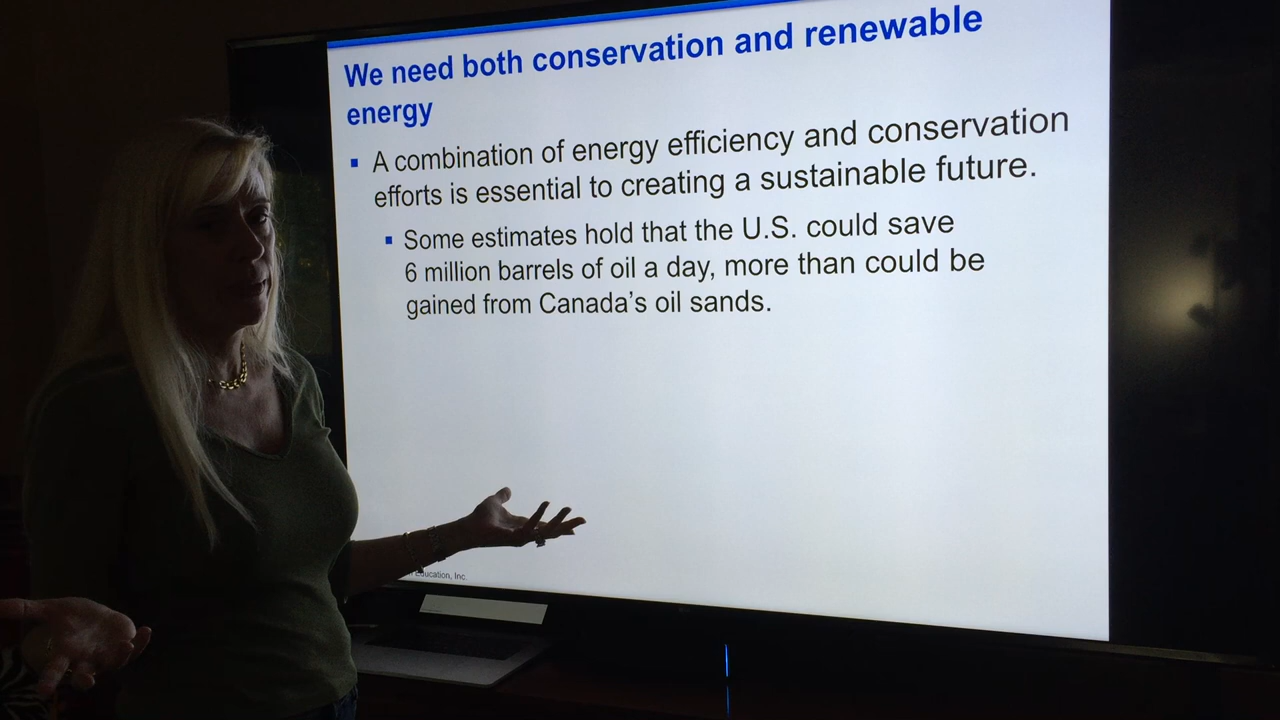 We need both conservation and renewable
energy
A combination of energy efficiency and conservation
efforts is essential to creating a sustainable future.
Some estimates hold that the U.S. could save
6 million barrels of oil a day, more than could be
gained from Canada's oil sands.
Education, Inc.